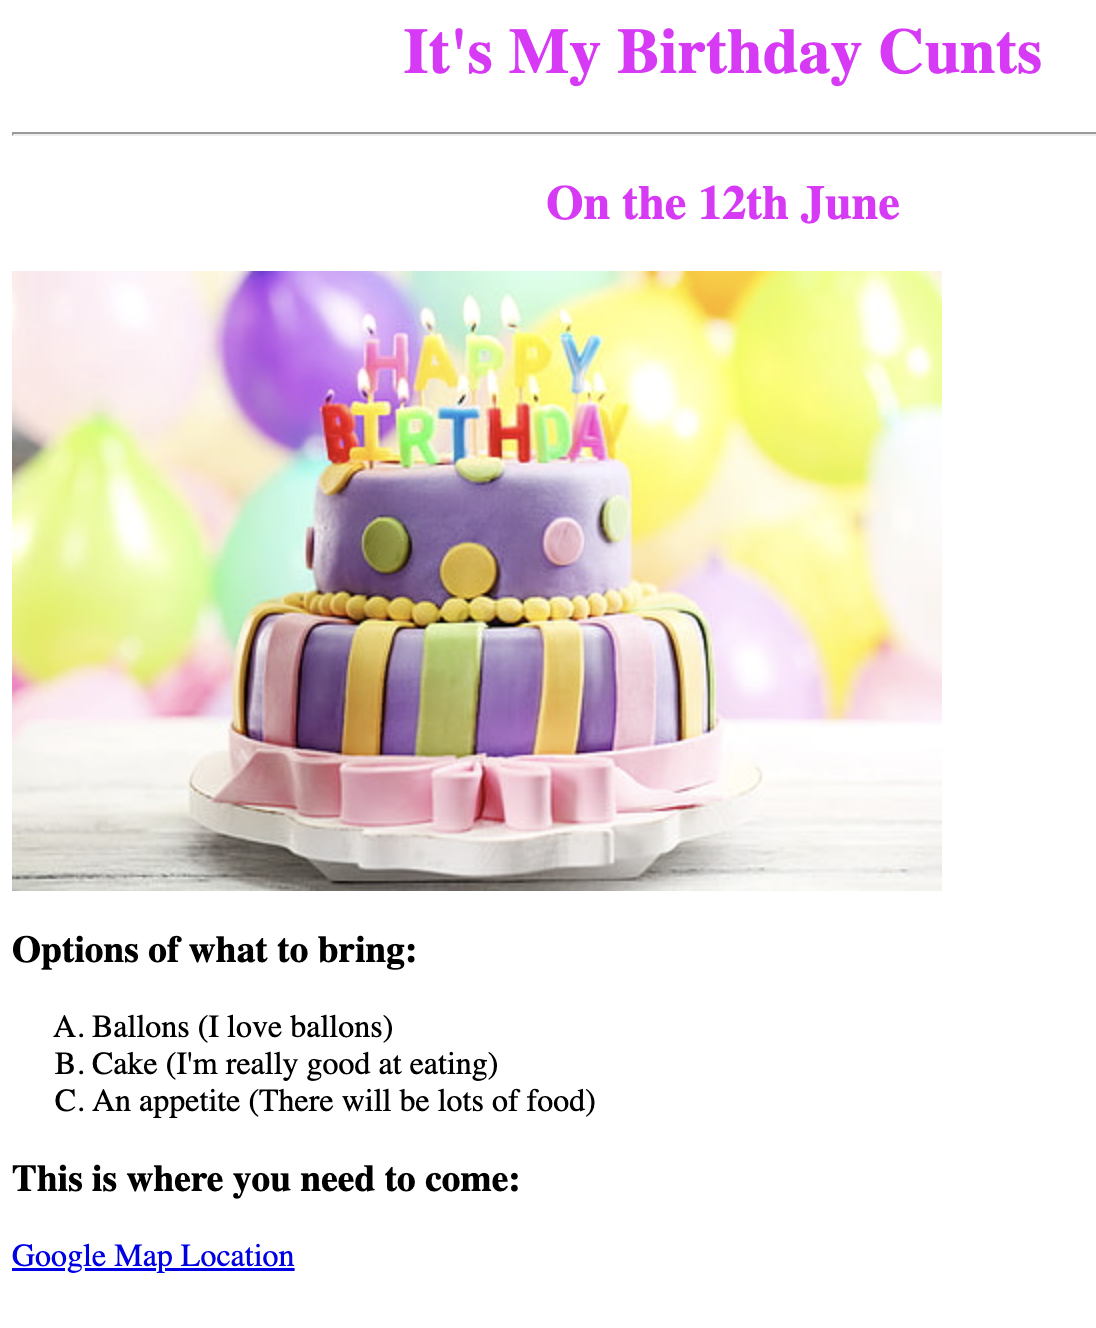 It's My Birthday Cunts
On the 12th June
HAPPY
BIRTHDAY
Options of what to bring:
A. Ballons (I love ballons)
B. Cake (I'm really good at eating)
C. An appetite (There will be lots of food)
This is where you need to come:
Google Map Location